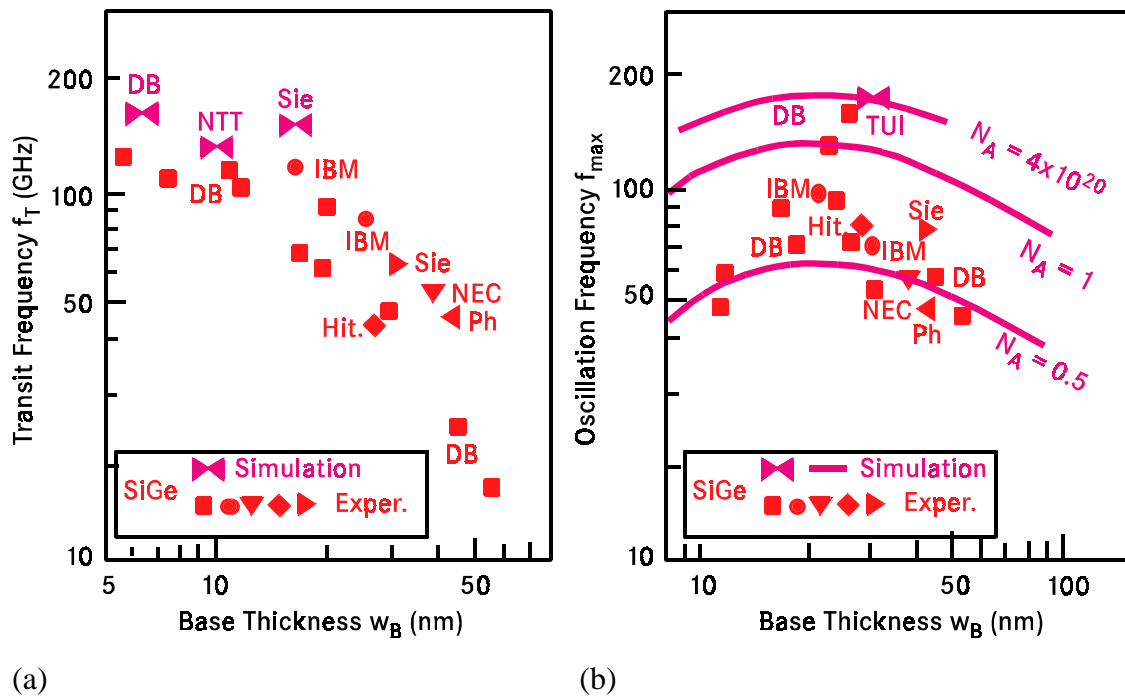 200
100
50
10
Transit Frequency f_T (GHz)
DB
NTT
Sie
IBM
DB
IBM
Sie
NEC
Hit.
Ph
DB
Simulation
SiGe
Exper.
5
10
50
Base Thickness w_B (nm)
(a)
200
100
50
10
Oscillation Frequency f_max
DB
TUI
N_A = 4x10^20
IBM
Hit.
Sie
DB
IBM
N_A = 1
DB
NEC
Ph
N_A = 0.5
Simulation
SiGe
Exper.
10
50
100
Base Thickness w_B (nm)
(b)